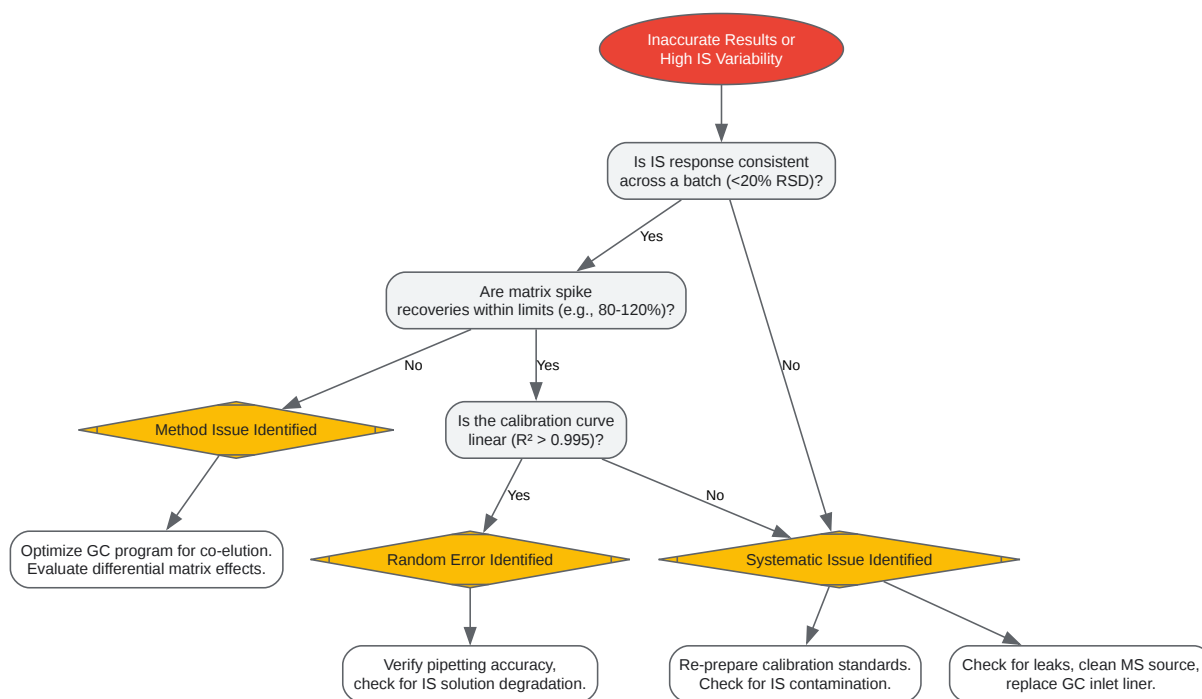 Inaccurate Results or
High IS Variability
Is IS response consistent
across a batch (<20% RSD)?
Yes
Are matrix spike
recoveries within limits (e.g., 80-120%)?
No
No
Yes
Method Issue Identified
Is the calibration curve
linear (R² > 0.995)?
Yes
No
Optimize GC program for co-elution.
Evaluate differential matrix effects.
Random Error Identified
Systematic Issue Identified
Verify pipetting accuracy,
check for IS solution degradation.
Re-prepare calibration standards.
Check for IS contamination.
Check for leaks, clean MS source,
replace GC inlet liner.